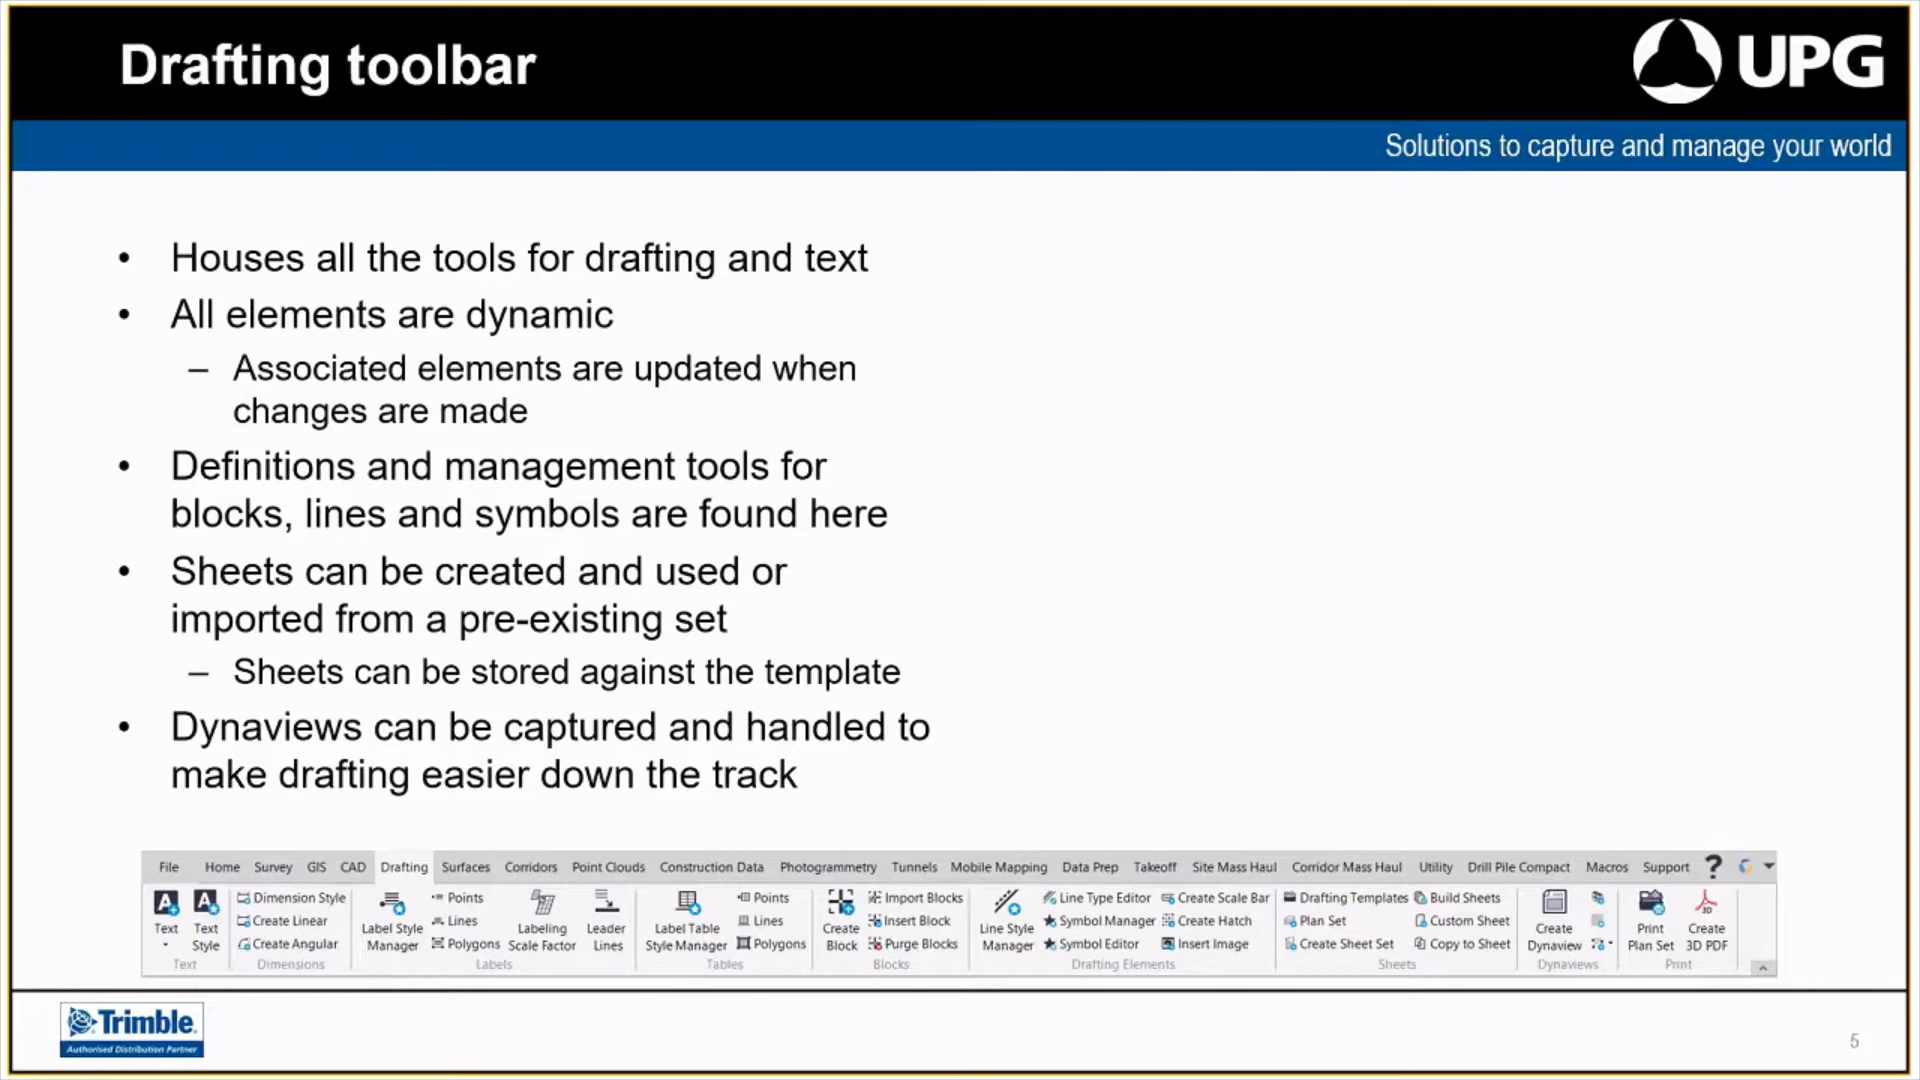 Drafting toolbar
UPG
Solutions to capture and manage your world
• Houses all the tools for drafting and text
• All elements are dynamic
– Associated elements are updated when
changes are made
• Definitions and management tools for
blocks, lines and symbols are found here
• Sheets can be created and used or
imported from a pre-existing set
– Sheets can be stored against the template
• Dynaviews can be captured and handled to
make drafting easier down the track
File Home Survey GIS CAD Drafting Surfaces Corridors Point Clouds Construction Data Photogrammetry Tunnels Mobile Mapping Data Prep Takeoff Site Mass Haul Corridor Mass Haul Utility Drill Pile Compact Macros Support ?
Dimension Style Points Points Import Blocks Line Type Editor Create Scale Bar Drafting Templates Build Sheets
Create Linear Lines Lines Insert Block Symbol Manager Create Hatch Plan Set Custom Sheet
Text Text Label Style Labeling Leader Label Table Create Line Style Create Print Create
Create Angular Polygons Polygons Purge Blocks Symbol Editor Insert Image Create Sheet Set Copy to Sheet
Style Manager Scale Factor Lines Style Manager Block Manager Dynaview Plan Set 3D PDF
Text Dimensions Labels Tables Blocks Drafting Elements Sheets Dynaviews Print
Trimble.
Authorised Distribution Partner
5